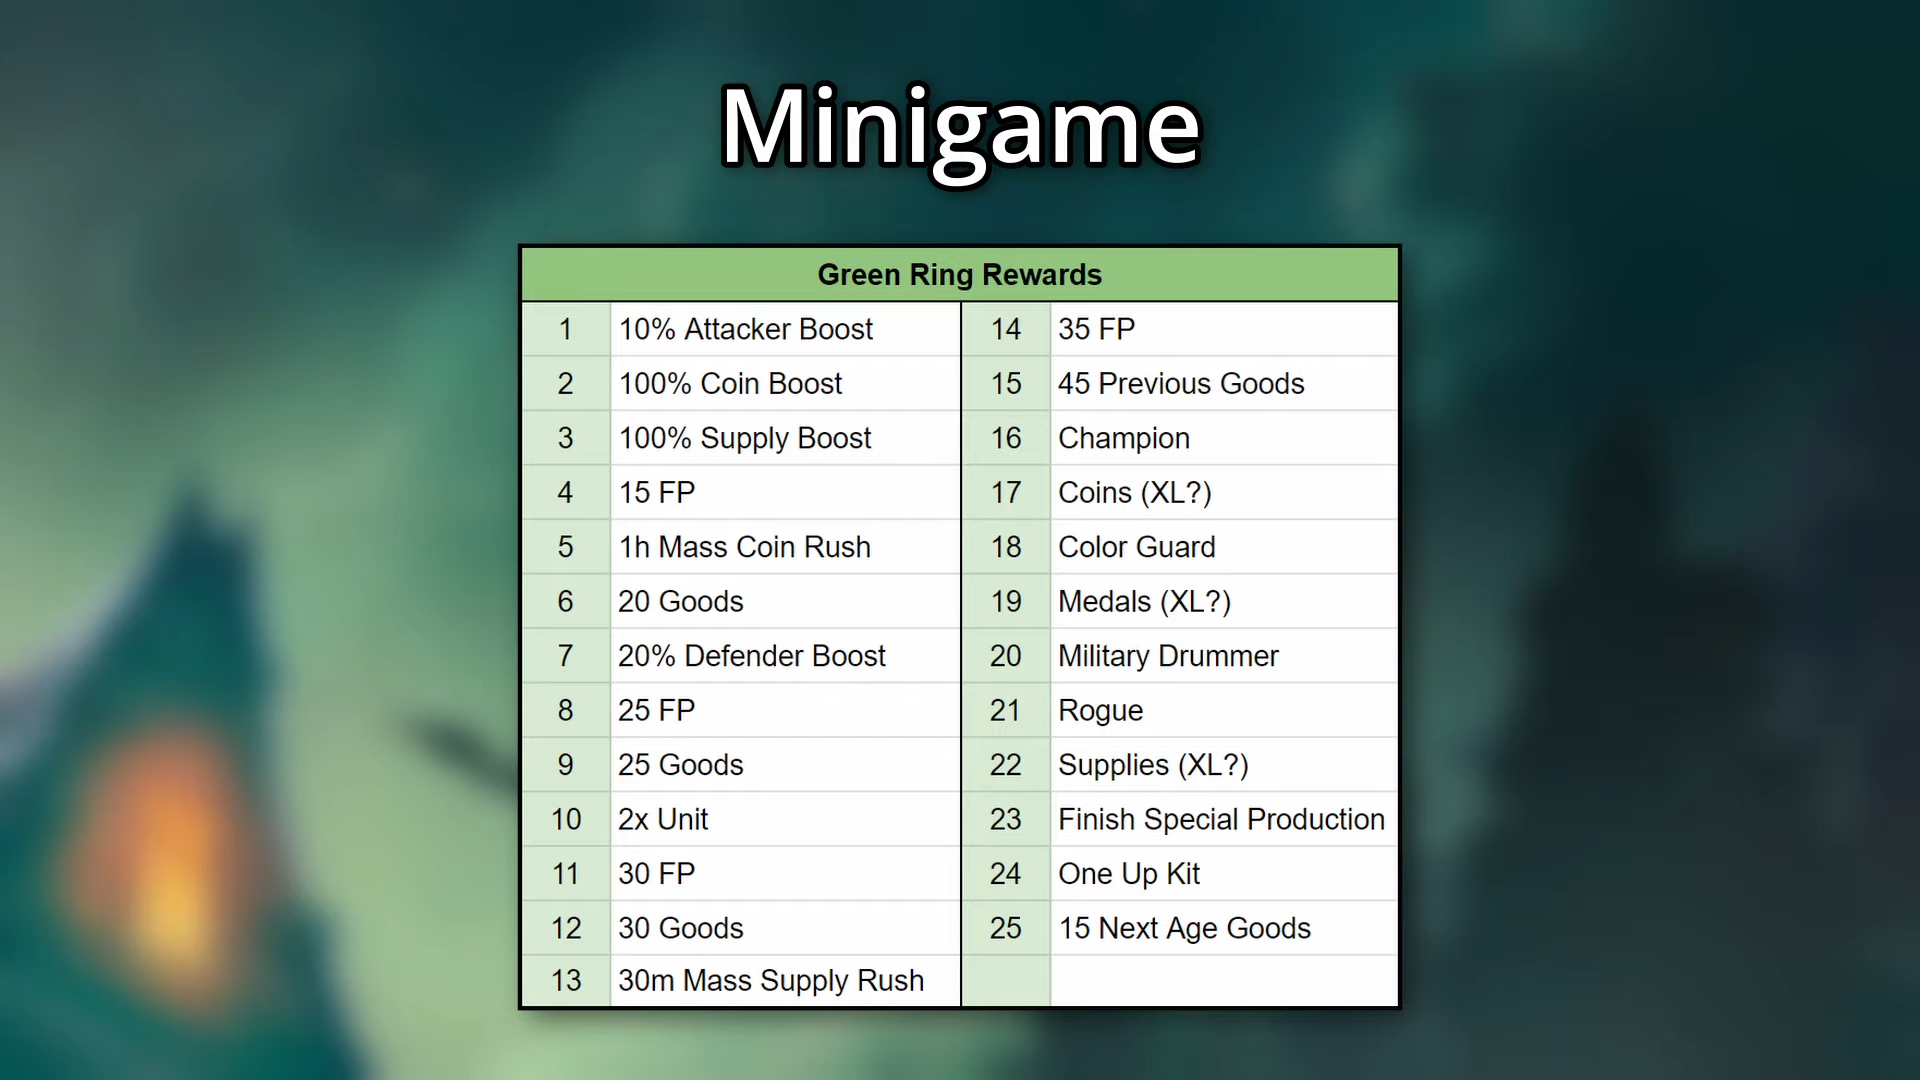 Minigame
Green Ring Rewards
1 10% Attacker Boost
2 100% Coin Boost
3 100% Supply Boost
4 15 FP
5 1h Mass Coin Rush
6 20 Goods
7 20% Defender Boost
8 25 FP
9 25 Goods
10 2x Unit
11 30 FP
12 30 Goods
13 30m Mass Supply Rush
14 35 FP
15 45 Previous Goods
16 Champion
17 Coins (XL?)
18 Color Guard
19 Medals (XL?)
20 Military Drummer
21 Rogue
22 Supplies (XL?)
23 Finish Special Production
24 One Up Kit
25 15 Next Age Goods